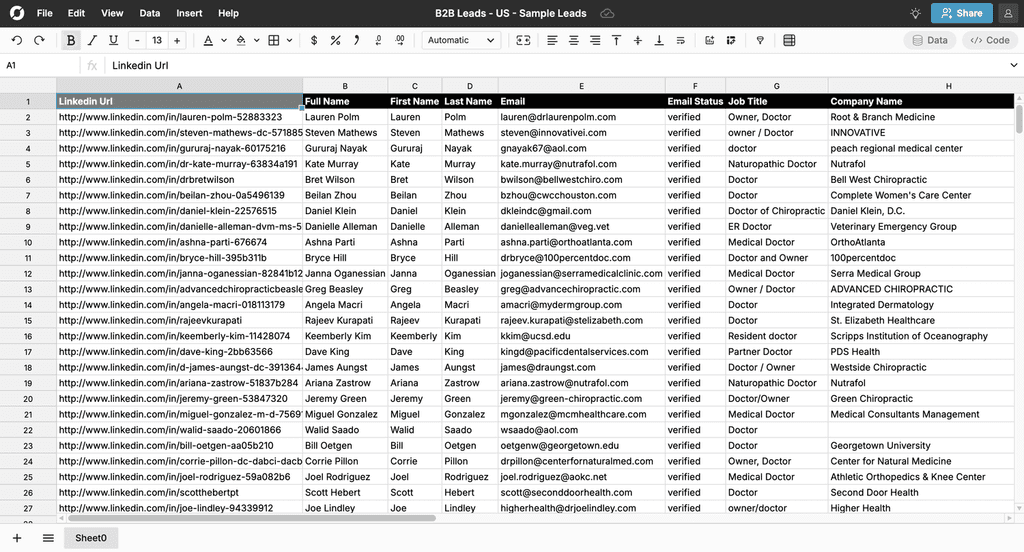 File Edit View Data Insert Help B2B Leads - US - Sample Leads Share
B I U - 13 + A $ % , .0 .00 Automatic Data </> Code
A1 fx Linkedin Url
A B C D E F G H
1 Linkedin Url Full Name First Name Last Name Email Email Status Job Title Company Name
2 http://www.linkedin.com/in/lauren-polm-52883323 Lauren Polm Lauren Polm lauren@drlaurenpolm.com verified Owner, Doctor Root & Branch Medicine
3 http://www.linkedin.com/in/steven-mathews-dc-571885 Steven Mathews Steven Mathews steven@innovativei.com verified owner / Doctor INNOVATIVE
4 http://www.linkedin.com/in/gururaj-nayak-60175216 Gururaj Nayak Gururaj Nayak gnayak67@aol.com verified doctor peach regional medical center
5 http://www.linkedin.com/in/dr-kate-murray-63834a191 Kate Murray Kate Murray kate.murray@nutrafol.com verified Naturopathic Doctor Nutrafol
6 http://www.linkedin.com/in/drbretwilson Bret Wilson Bret Wilson bwilson@bellwestchiro.com verified Doctor Bell West Chiropractic
7 http://www.linkedin.com/in/beilan-zhou-0a5496139 Beilan Zhou Beilan Zhou bzhou@cwcchouston.com verified Doctor Complete Women's Care Center
8 http://www.linkedin.com/in/daniel-klein-22576515 Daniel Klein Daniel Klein dkleindc@gmail.com verified Doctor of Chiropractic Daniel Klein, D.C.
9 http://www.linkedin.com/in/danielle-alleman-dvm-ms-5 Danielle Alleman Danielle Alleman daniellealleman@veg.vet verified ER Doctor Veterinary Emergency Group
10 http://www.linkedin.com/in/ashna-parti-676674 Ashna Parti Ashna Parti ashna.parti@orthoatlanta.com verified Medical Doctor OrthoAtlanta
11 http://www.linkedin.com/in/bryce-hill-395b311b Bryce Hill Bryce Hill drbryce@100percentdoc.com verified Doctor and Owner 100percentdoc
12 http://www.linkedin.com/in/janna-oganessian-82841b12 Janna Oganessian Janna Oganessian joganessian@serramedicalclinic.com verified Medical Doctor Serra Medical Group
13 http://www.linkedin.com/in/advancedchiropracticbeasle Greg Beasley Greg Beasley greg@advancechiropractic.com verified Owner / Doctor ADVANCED CHIROPRACTIC
14 http://www.linkedin.com/in/angela-macri-018113179 Angela Macri Angela Macri amacri@mydermgroup.com verified Doctor Integrated Dermatology
15 http://www.linkedin.com/in/rajeevkurapati Rajeev Kurapati Rajeev Kurapati rajeev.kurapati@stelizabeth.com verified Doctor St. Elizabeth Healthcare
16 http://www.linkedin.com/in/keemberly-kim-11428074 Keemberly Kim Keemberly Kim kkim@ucsd.edu verified Resident doctor Scripps Institution of Oceanography
17 http://www.linkedin.com/in/dave-king-2bb63566 Dave King Dave King kingd@pacificdentalservices.com verified Partner Doctor PDS Health
18 http://www.linkedin.com/in/d-james-aungst-dc-391364 James Aungst James Aungst james@draungst.com verified Doctor / Owner Westside Chiropractic
19 http://www.linkedin.com/in/ariana-zastrow-51837b284 Ariana Zastrow Ariana Zastrow ariana.zastrow@nutrafol.com verified Naturopathic Doctor Nutrafol
20 http://www.linkedin.com/in/jeremy-green-53847320 Jeremy Green Jeremy Green jeremy@green-chiropractic.com verified Doctor/Owner Green Chiropractic
21 http://www.linkedin.com/in/miguel-gonzalez-m-d-7569 Miguel Gonzalez Miguel Gonzalez mgonzalez@mcmhealthcare.com verified Medical Doctor Medical Consultants Management
22 http://www.linkedin.com/in/walid-saado-20601866 Walid Saado Walid Saado wsaado@aol.com verified Doctor
23 http://www.linkedin.com/in/bill-oetgen-aa05b210 Bill Oetgen Bill Oetgen oetgenw@georgetown.edu verified Doctor Georgetown University
24 http://www.linkedin.com/in/corrie-pillon-dc-dabci-dacb Corrie Pillon Corrie Pillon drpillon@centerfornaturalmed.com verified Owner, Doctor Center for Natural Medicine
25 http://www.linkedin.com/in/joel-rodriguez-59a082b6 Joel Rodriguez Joel Rodriguez joel.rodriguez@aokc.net verified Medical Doctor Athletic Orthopedics & Knee Center
26 http://www.linkedin.com/in/scotthebertpt Scott Hebert Scott Hebert scott@seconddoorhealth.com verified Doctor Second Door Health
27 http://www.linkedin.com/in/joe-lindley-94339912 Joe Lindley Joe Lindley higherhealth@drjoelindley.com verified owner/doctor Higher Health
+ Sheet0